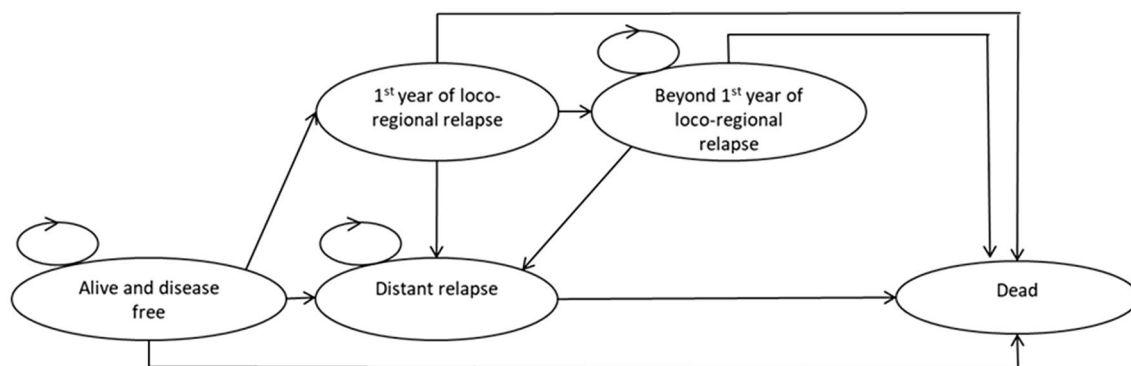 1st year of loco-
regional relapse
Beyond 1st year of
loco-regional
relapse
Alive and disease
free
Distant relapse
Dead